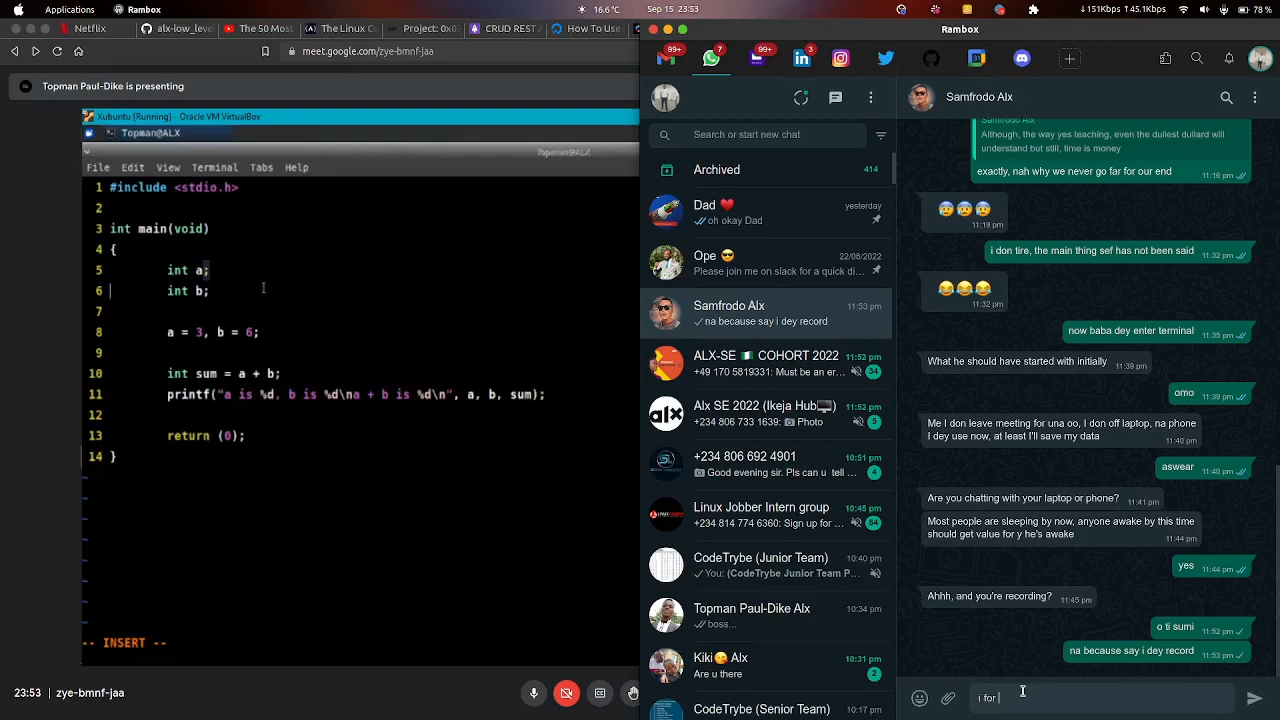 Applications
Rambox
16.6°C
Sep 21 23:53
↓151Kbps ↑45.1Kbps
78 %
Netflix
alx-low_level
The 50 Most
The Linux C
Project: 0x0
CRUD REST
How To Use
meet.google.com/zye-bmnf-jaa
Topman Paul-Dike is presenting
Xubuntu [Running] - Oracle VM VirtualBox
Topman@ALX
Topman@ALX
File Edit View Terminal Tabs Help
1 #include <stdio.h>
2
3 int main(void)
4 {
5 int a;
6 int b;
7
8 a = 3, b = 6;
9
10 int sum = a + b;
11 printf("a is %d, b is %d\na + b is %d\n", a, b, sum);
12
13 return (0);
14 }
-- INSERT --
23:53 zye-bmnf-jaa
Rambox
99+ 7 99+ 3
31
Search or start new chat
Archived 414
Dad ❤️ yesterday
oh okay Dad
Ope 😎 22/08/2022
Please join me on slack for a quick di…
Samfrodo Alx 11:53 pm
na because say i dey record
ALX-SE 🇳🇬 COHORT 2022 11:52 pm
+49 170 5819331: Must be an er… 34
Alx SE 2022 (Ikeja Hub🖥️) 11:52 pm
+234 806 733 1639: Photo 5
alx
+234 806 692 4901 10:51 pm
Good evening sir. Pls can u tell … 4
Linux Jobber Intern group 10:45 pm
+234 814 774 6360: Sign up for … 64
CodeTrybe (Junior Team) 10:40 pm
You: (CodeTrybe Junior Team P…
Topman Paul-Dike Alx 10:34 pm
boss...
Kiki😘 Alx 10:31 pm
Are u there 2
CodeTrybe (Senior Team) 10:17 pm
Samfrodo Alx
Samfrodo Alx
Although, the way yes teaching, even the dullest dullard will
understand but still, time is money
exactly, nah why we never go far for our end 11:16 pm
😰😰😰 11:19 pm
i don tire, the main thing sef has not been said 11:32 pm
😂😂😂 11:32 pm
now baba dey enter terminal 11:35 pm
What he should have started with initially 11:39 pm
omo 11:39 pm
Me I don leave meeting for una oo, I don off laptop, na phone
I dey use now, at least I'll save my data 11:40 pm
aswear 11:40 pm
Are you chatting with your laptop or phone? 11:41 pm
Most people are sleeping by now, anyone awake by this time
should get value for y he's awake 11:44 pm
yes 11:44 pm
Ahhh, and you're recording? 11:45 pm
o ti sumi 11:52 pm
na because say i dey record 11:53 pm
i for